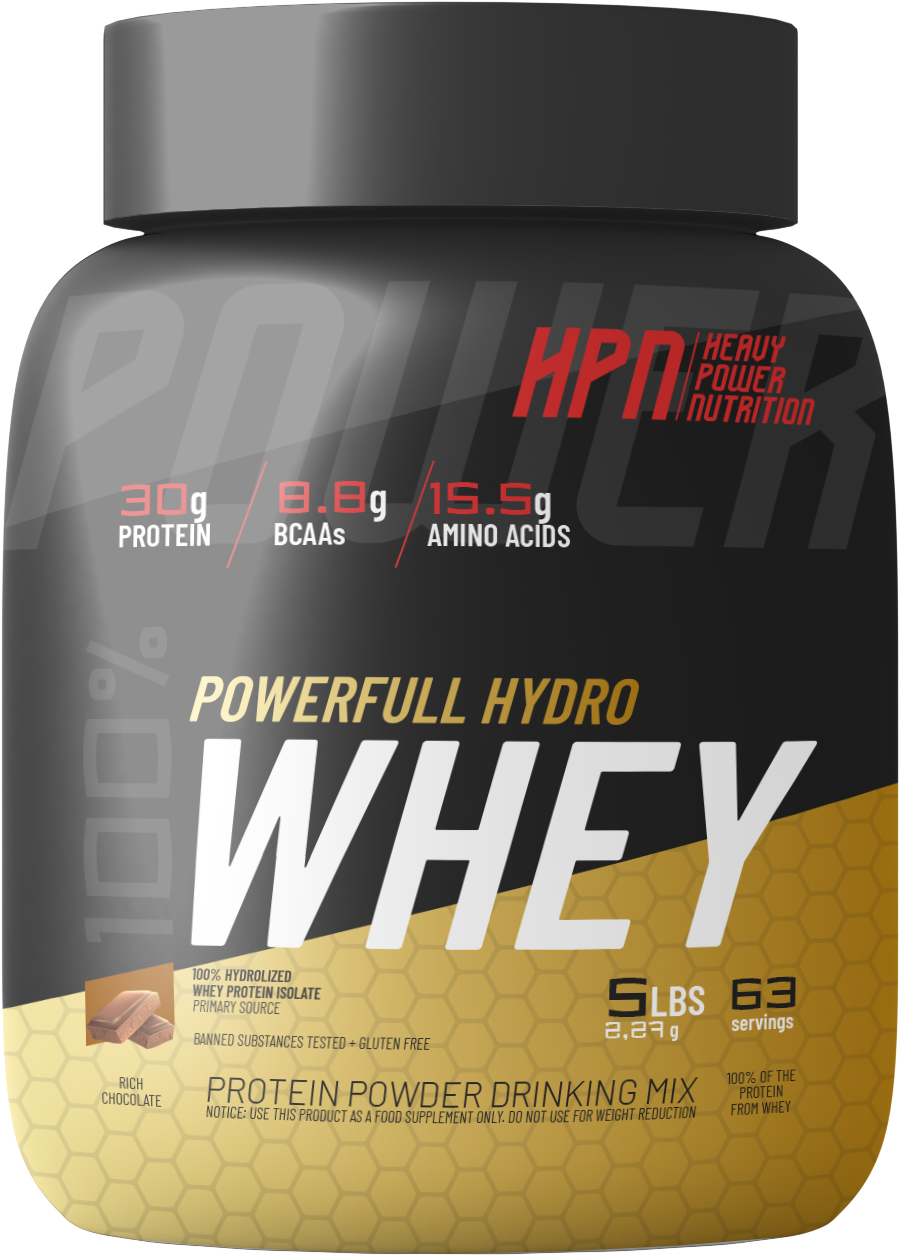 POWER
HPN
HEAVY
POWER
NUTRITION
30g
PROTEIN
8.8g
BCAAs
15.5g
AMINO ACIDS
100%
POWERFULL HYDRO
WHEY
100% HYDROLIZED
WHEY PROTEIN ISOLATE
PRIMARY SOURCE
BANNED SUBSTANCES TESTED + GLUTEN FREE
5LBS
2,27 g
63
servings
RICH
CHOCOLATE
PROTEIN POWDER DRINKING MIX
NOTICE: USE THIS PRODUCT AS A FOOD SUPPLEMENT ONLY. DO NOT USE FOR WEIGHT REDUCTION
100% OF THE
PROTEIN
FROM WHEY